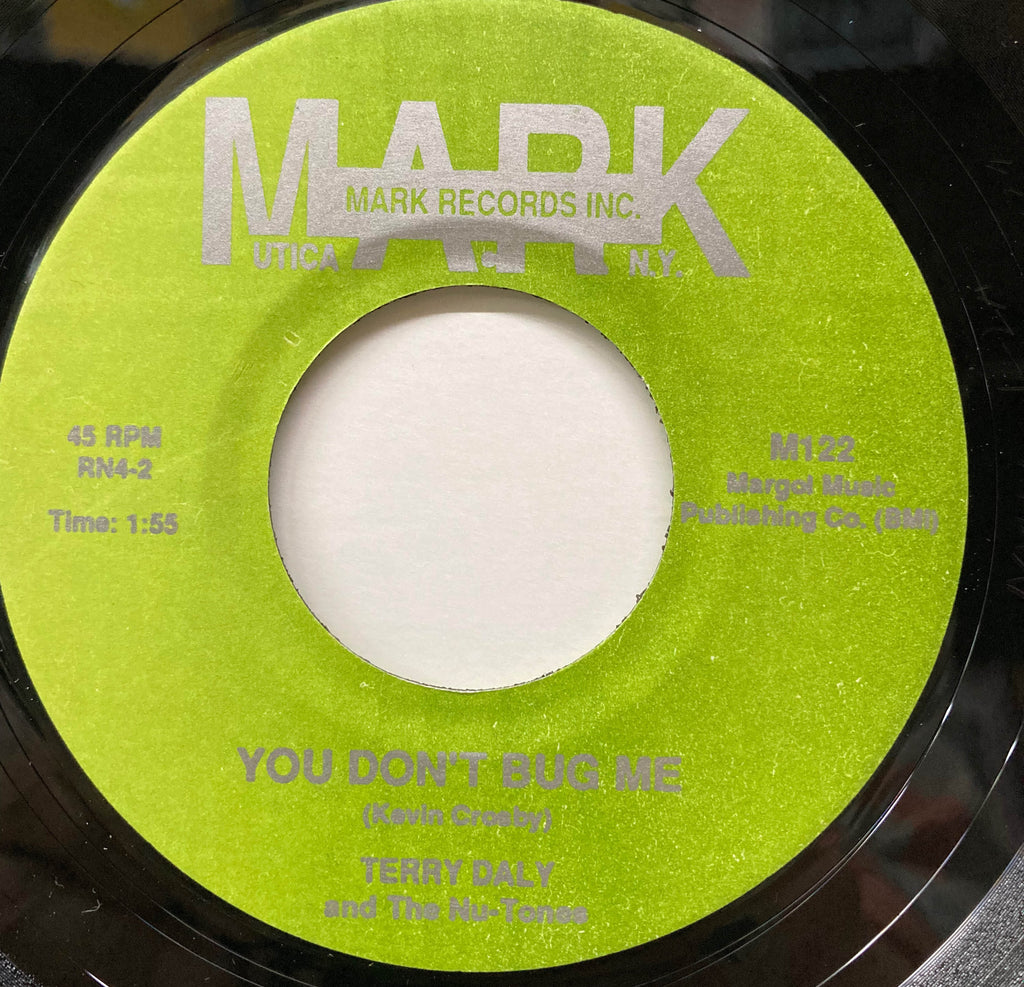 MARK
MARK RECORDS INC.
UTICA N.Y.
45 RPM
RN4-2
Time: 1:55
M122
Margol Music
Publishing Co. (BMI)
YOU DON'T BUG ME
(Kevin Crosby)
TERRY DALY
and The Nu-Tones